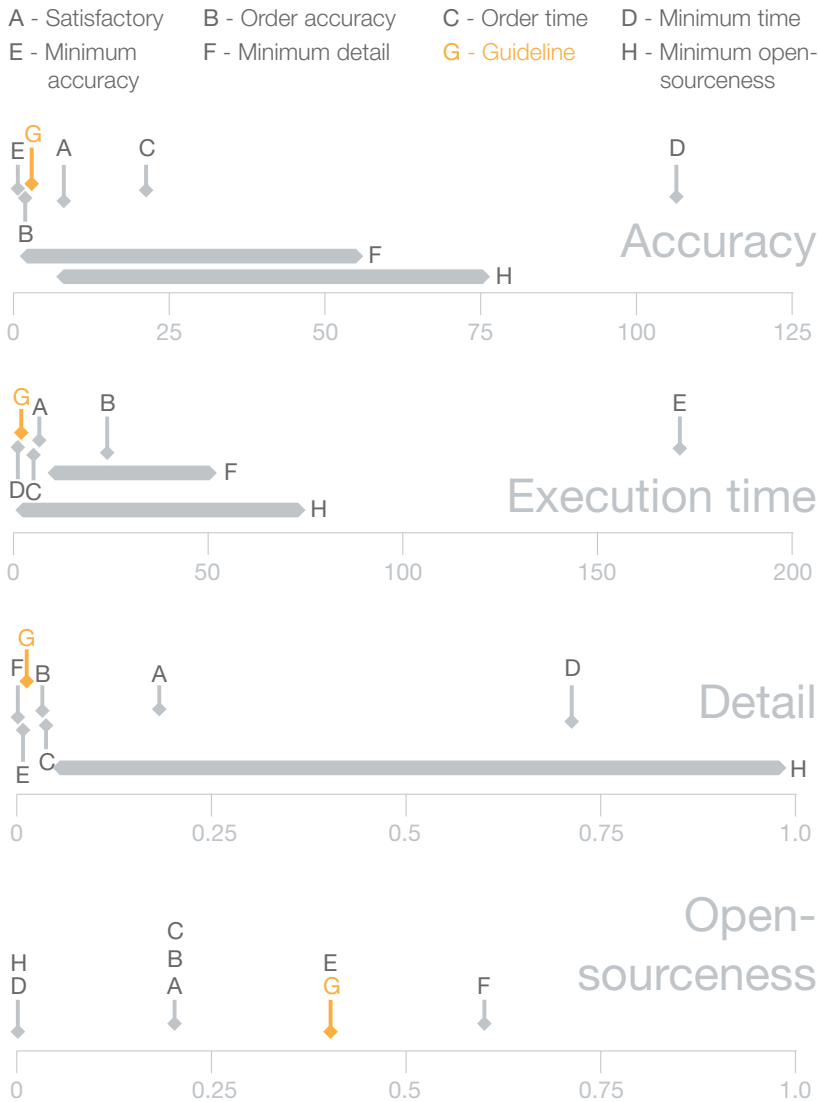 A - Satisfactory B - Order accuracy C - Order time D - Minimum time
E - Minimum accuracy F - Minimum detail G - Guideline H - Minimum open-sourceness
G
E A C D
B
Accuracy
F
H
0 25 50 75 100 125
G
A B E
F
D C
Execution time
H
0 50 100 150 200
G
F B A D
Detail
C
E
H
0 0.25 0.5 0.75 1.0
Open-
sourceness
C
H B E
D A G F
0 0.25 0.5 0.75 1.0